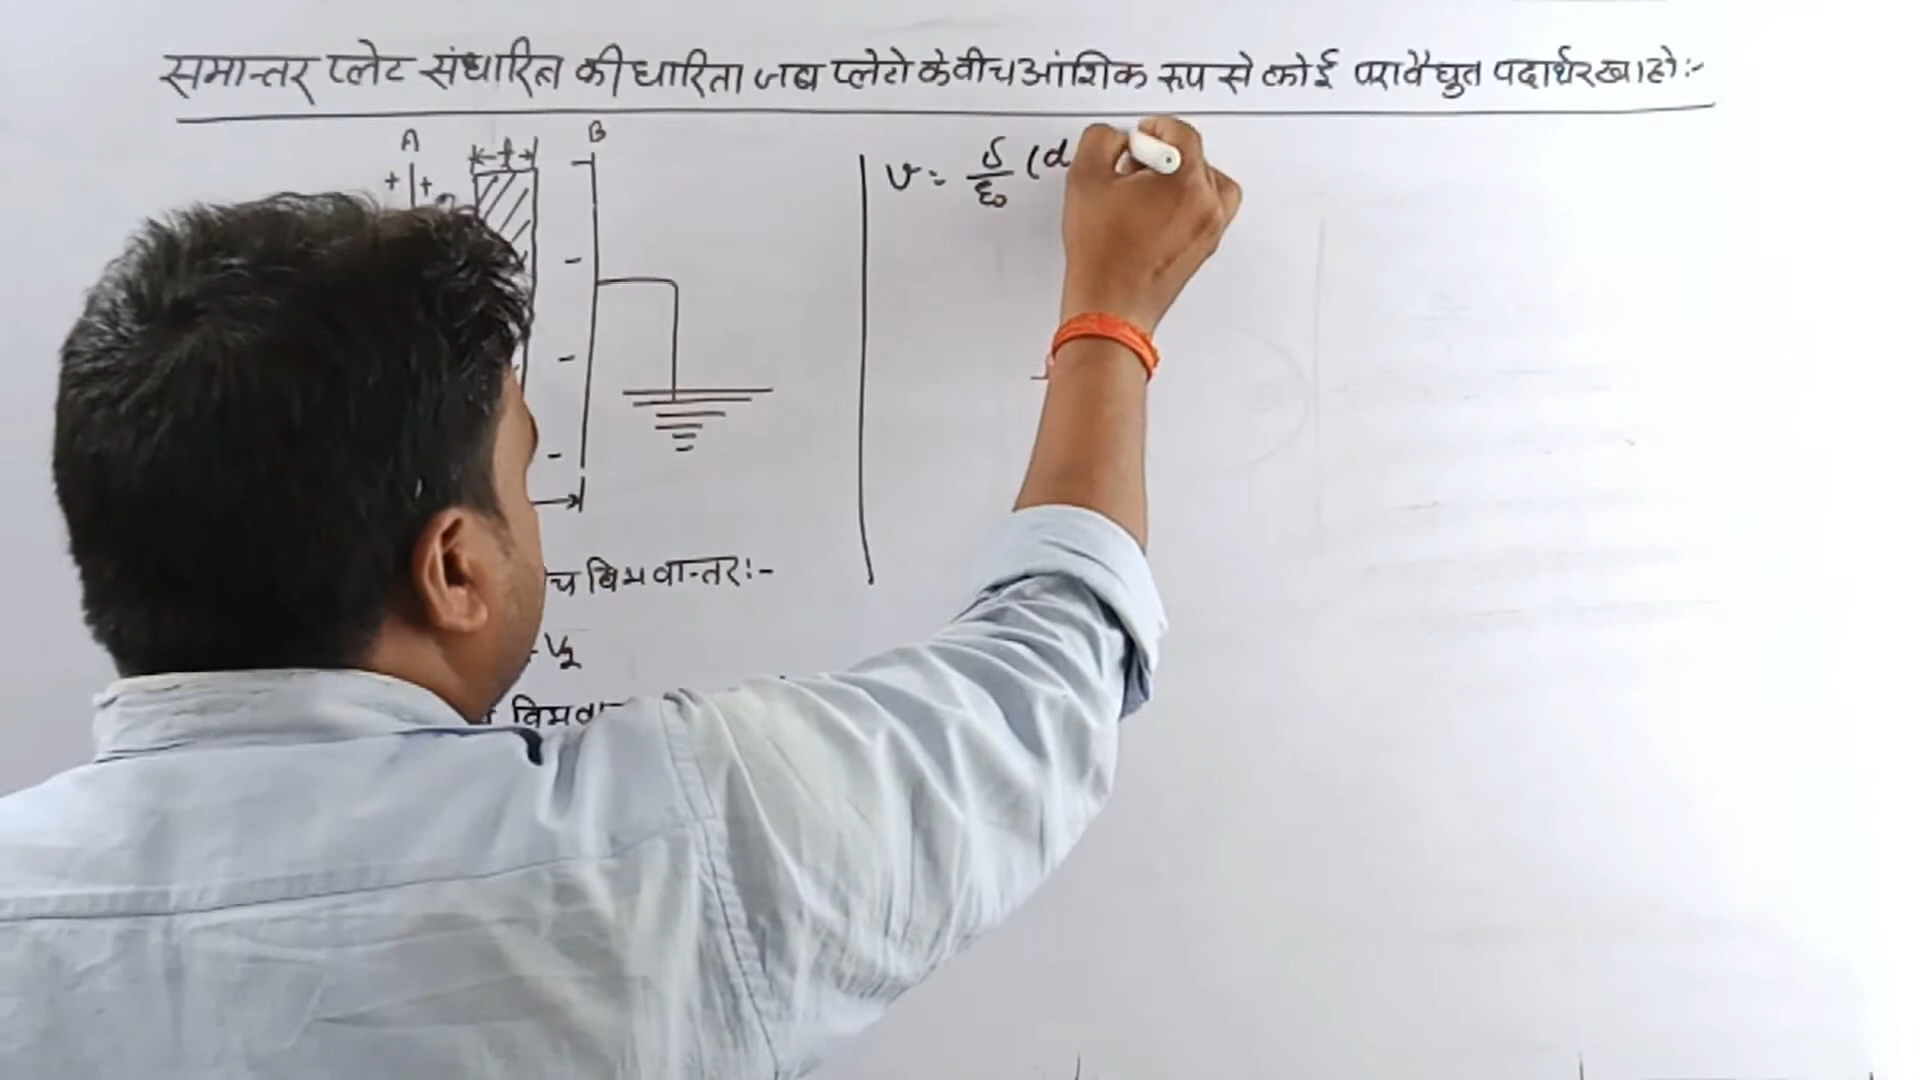 समान्तर प्लेट संधारित्र की धारिता जब प्लेटो के बीच आंशिक रूप से कोई परावैद्युत पदार्थ रखा हो:-
A
t
B
+ +
V = σ/ε₀ (d
-
-
-
च विभवान्तर:-
V₂
विभवा